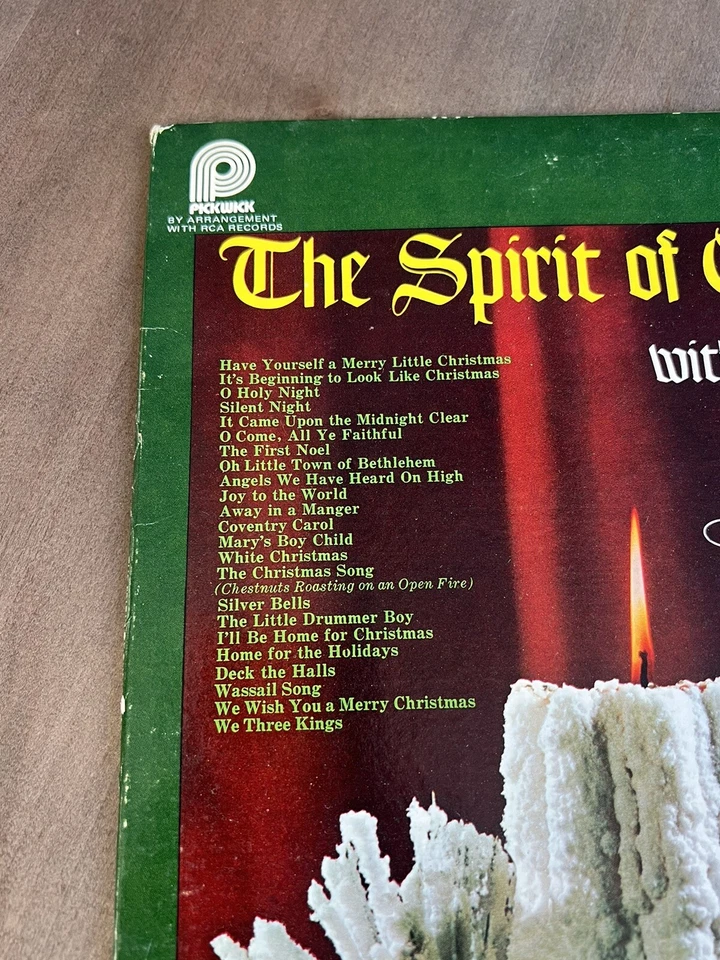 PICKWICK
BY ARRANGEMENT
WITH RCA RECORDS
The Spirit of
Have Yourself a Merry Little Christmas
It's Beginning to Look Like Christmas
O Holy Night
Silent Night
It Came Upon the Midnight Clear
O Come, All Ye Faithful
The First Noel
Oh Little Town of Bethlehem
Angels We Have Heard On High
Joy to the World
Away in a Manger
Coventry Carol
Mary's Boy Child
White Christmas
The Christmas Song
(Chestnuts Roasting on an Open Fire)
Silver Bells
The Little Drummer Boy
I'll Be Home for Christmas
Home for the Holidays
Deck the Halls
Wassail Song
We Wish You a Merry Christmas
We Three Kings